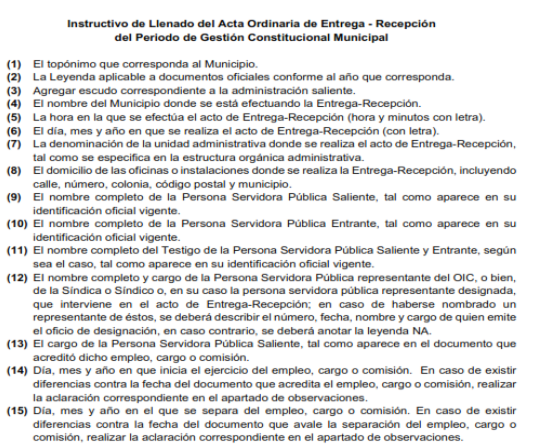 Instructivo de Llenado del Acta Ordinaria de Entrega - Recepción
del Periodo de Gestión Constitucional Municipal
(1) El topónimo que corresponda al Municipio.
(2) La Leyenda aplicable a documentos oficiales conforme al año que corresponda.
(3) Agregar escudo correspondiente a la administración saliente.
(4) El nombre del Municipio donde se está efectuando la Entrega-Recepción.
(5) La hora en la que se efectúa el acto de Entrega-Recepción (hora y minutos con letra).
(6) El día, mes y año en que se realiza el acto de Entrega-Recepción (con letra).
(7) La denominación de la unidad administrativa donde se realiza el acto de Entrega-Recepción,
tal como se especifica en la estructura orgánica administrativa.
(8) El domicilio de las oficinas o instalaciones donde se realiza la Entrega-Recepción, incluyendo
calle, número, colonia, código postal y municipio.
(9) El nombre completo de la Persona Servidora Pública Saliente, tal como aparece en su
identificación oficial vigente.
(10) El nombre completo de la Persona Servidora Pública Entrante, tal como aparece en su
identificación oficial vigente.
(11) El nombre completo del Testigo de la Persona Servidora Pública Saliente y Entrante, según
sea el caso, tal como aparece en su identificación oficial vigente.
(12) El nombre completo y cargo de la Persona Servidora Pública representante del OIC, o bien,
de la Síndica o Síndico o, en su caso la persona servidora pública representante designada,
que interviene en el acto de Entrega-Recepción; en caso de haberse nombrado un
representante de éstos, se deberá describir el número, fecha, nombre y cargo de quien emite
el oficio de designación, en caso contrario, se deberá anotar la leyenda NA.
(13) El cargo de la Persona Servidora Pública Saliente, tal como aparece en el documento que
acreditó dicho empleo, cargo o comisión.
(14) Día, mes y año en que inicia el ejercicio del empleo, cargo o comisión. En caso de existir
diferencias contra la fecha del documento que acredita el empleo, cargo o comisión, realizar
la aclaración correspondiente en el apartado de observaciones.
(15) Día, mes y año en el que se separa del empleo, cargo o comisión. En caso de existir
diferencias contra la fecha del documento que avale la separación del empleo, cargo o
comisión, realizar la aclaración correspondiente en el apartado de observaciones.